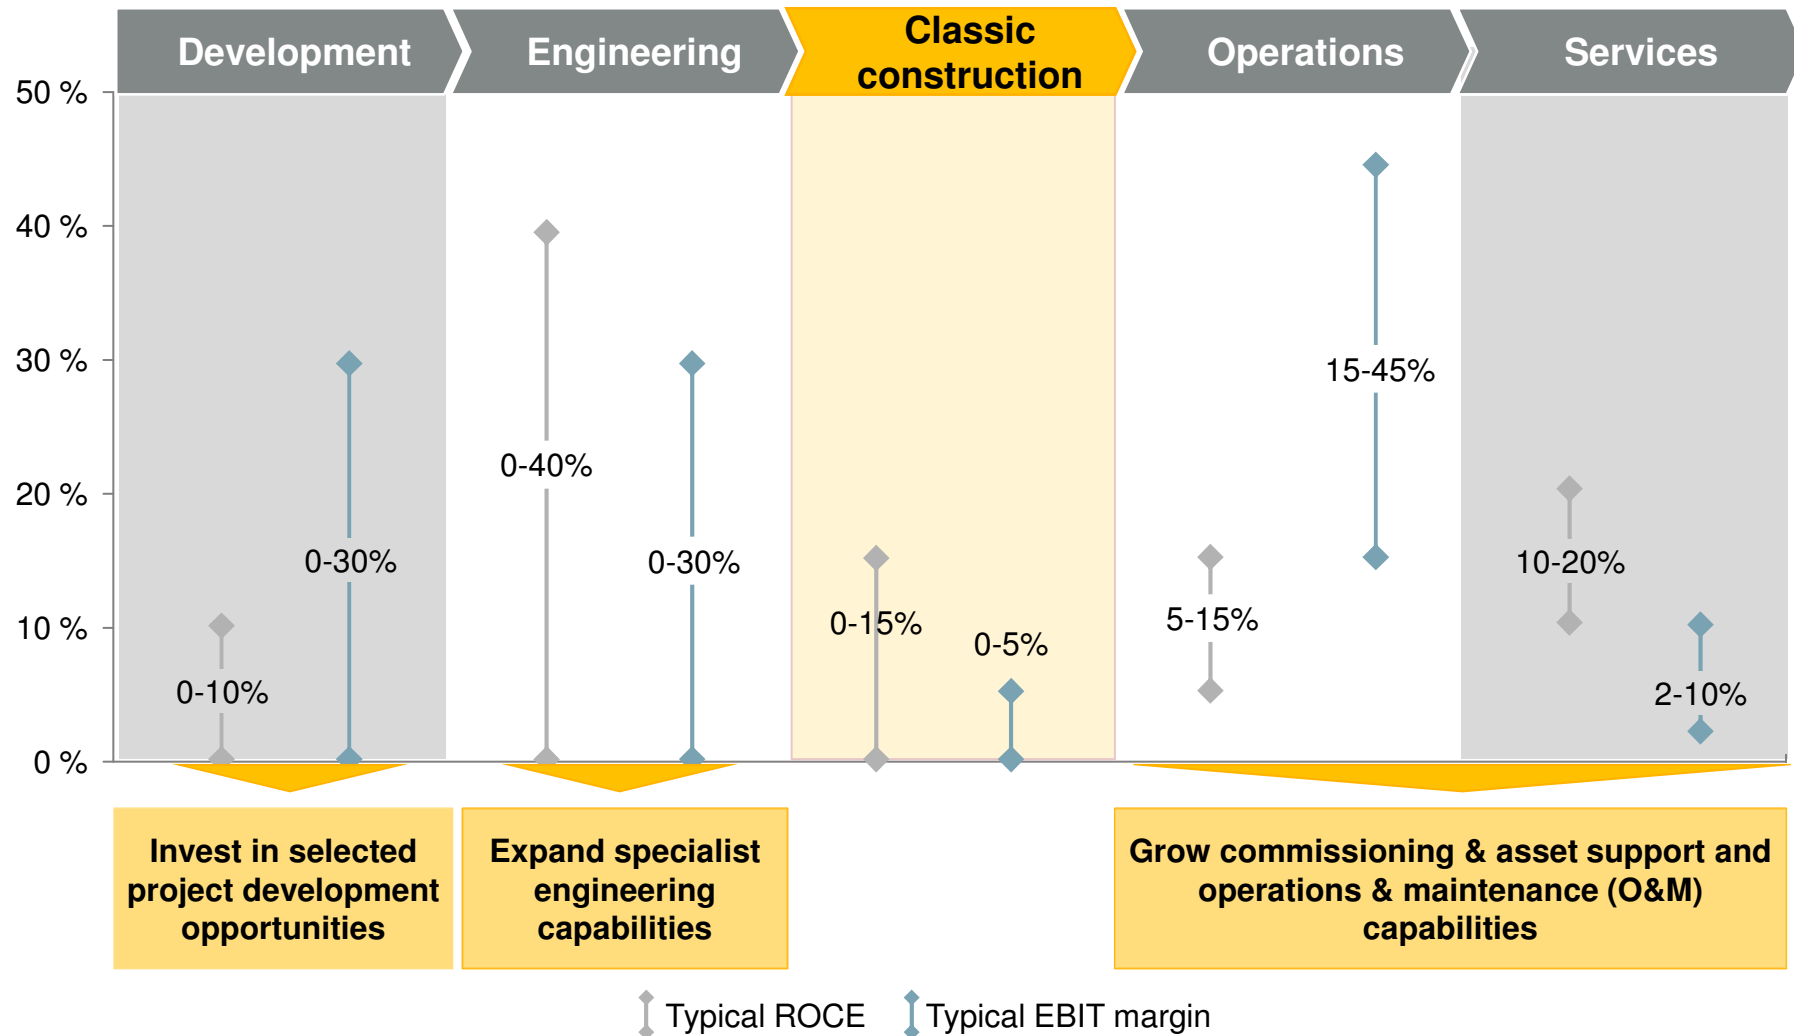 Development
Engineering
Classic
construction
Operations
Services
50 %
40 %
30 %
20 %
10 %
0 %
0-10%
0-30%
0-40%
0-30%
0-15%
0-5%
5-15%
15-45%
10-20%
2-10%
Invest in selected
project development
opportunities
Expand specialist
engineering
capabilities
Grow commissioning & asset support and
operations & maintenance (O&M)
capabilities
Typical ROCE
Typical EBIT margin